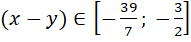 (x − y) ∈ [−39/7; −3/2]